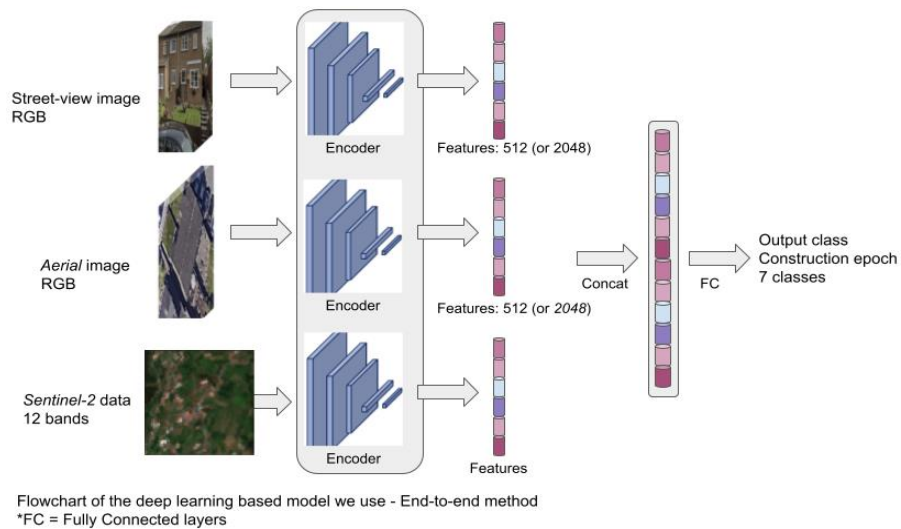 Street-view image
RGB
Encoder
Features: 512 (or 2048)
Aerial image
RGB
Encoder
Features: 512 (or 2048)
Concat
FC
Output class
Construction epoch
7 classes
Sentinel-2 data
12 bands
Encoder
Features
Flowchart of the deep learning based model we use - End-to-end method
*FC = Fully Connected layers